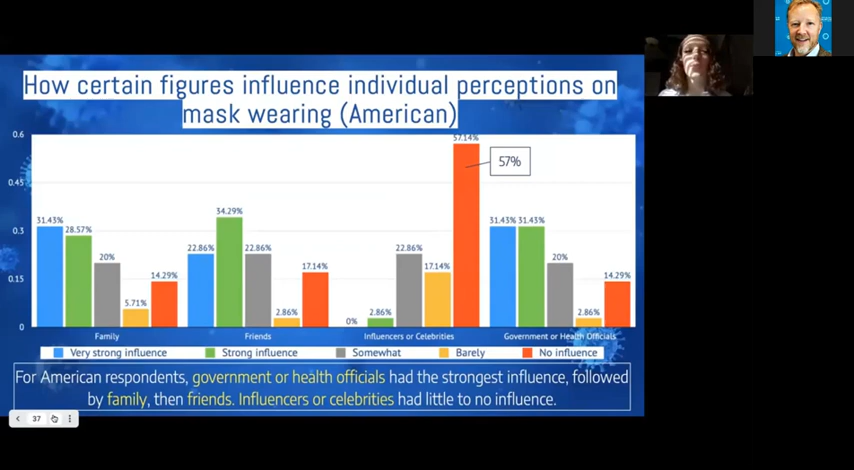 How certain figures influence individual perceptions on
mask wearing (American)
0.6
0.45
0.3
0.15
0
31.43%
28.57%
20%
5.71%
14.29%
22.86%
34.29%
22.86%
2.86%
17.14%
0%
2.86%
22.86%
17.14%
57.14%
57%
31.43%
31.43%
20%
2.86%
14.29%
Family
Friends
Influencers or Celebrities
Government or Health Officials
Very strong influence
Strong influence
Somewhat
Barely
No influence
For American respondents, government or health officials had the strongest influence, followed
by family, then friends. Influencers or celebrities had little to no influence.
37